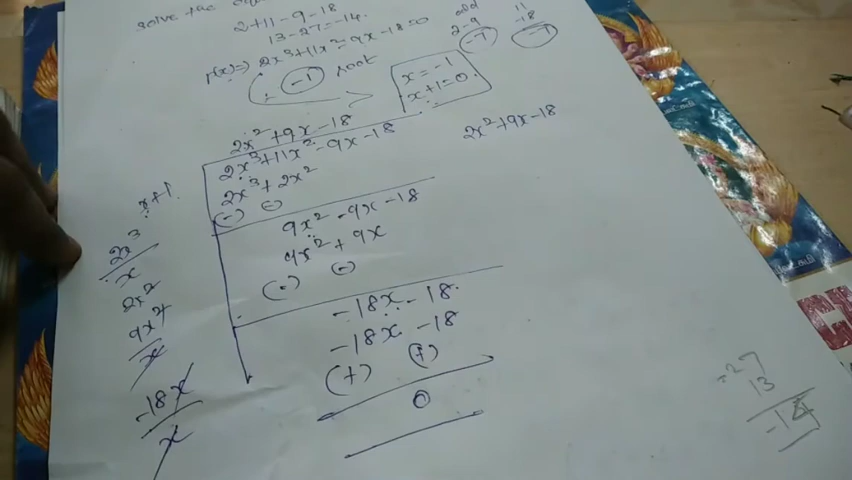 solve the
2+11-9-18
13-27=-14.
p(x)=) 2x³+11x²-9x-18=0
-1 root
x=-1
x+1=0
2-9
-7
11
-18
-7
2x²+9x-18
x+1.
2x³+11x²-9x-18
2x³+2x²
(-) (-)
9x²-9x-18
9x²+9x
(-) (-)
-18x-18.
-18x-18
(+) (+)
0
2x³
x
2x²
9x²
x
-18x
x
2x²+9x-18
-27
13
-14